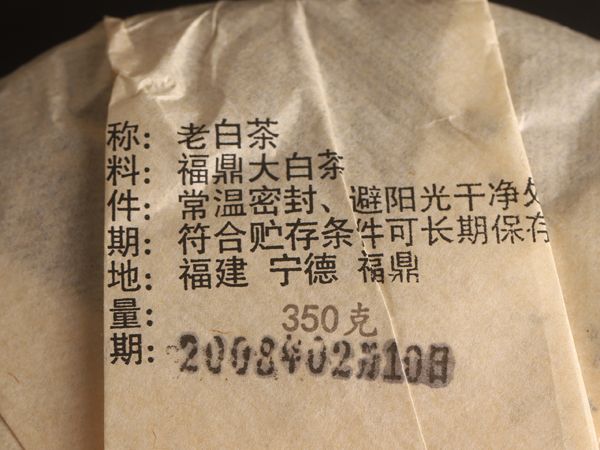 称：老白茶
料：福鼎大白茶
件：常温密封、避阳光干净处
期：符合贮存条件可长期保存
地：福建 宁德 福鼎
量：350克
期：2008年02月10日